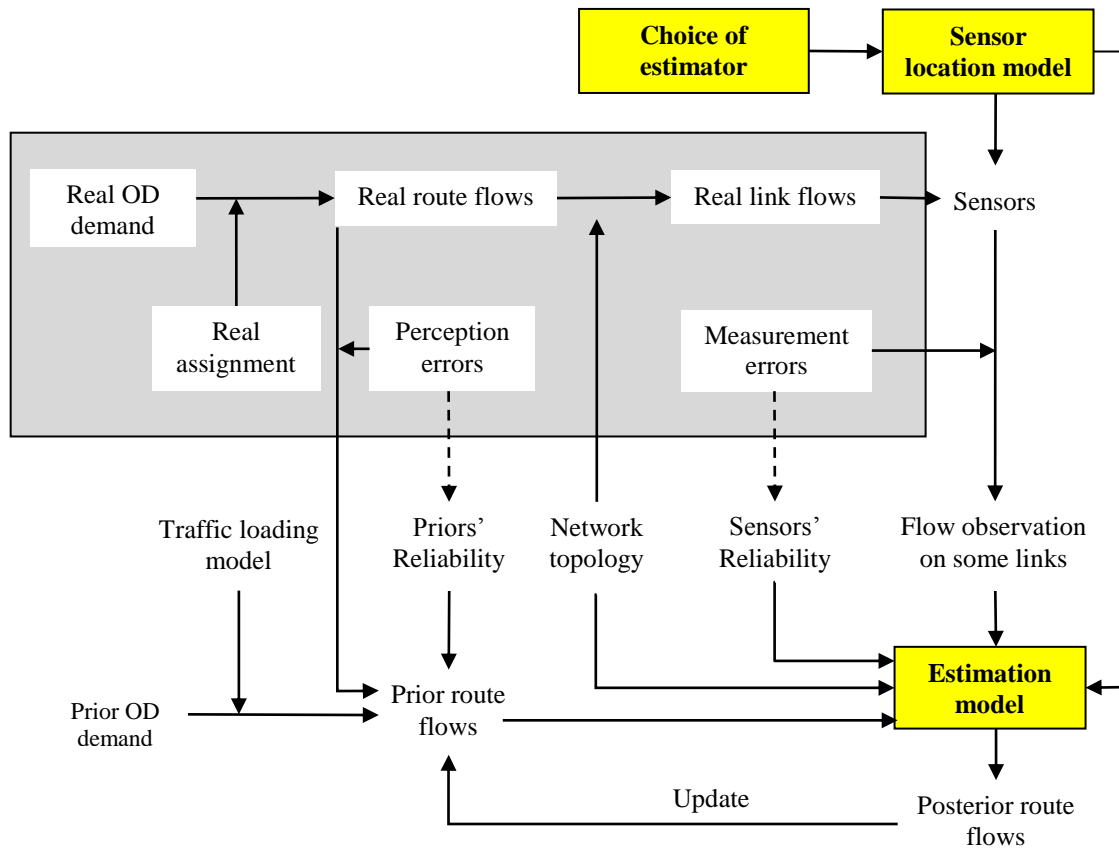 Choice of
estimator
Sensor
location model
Real OD
demand
Real route flows
Real link flows
Sensors
Real
assignment
Perception
errors
Measurement
errors
Traffic loading
model
Priors’
Reliability
Network
topology
Sensors’
Reliability
Flow observation
on some links
Prior OD
demand
Prior route
flows
Estimation
model
Update
Posterior route
flows